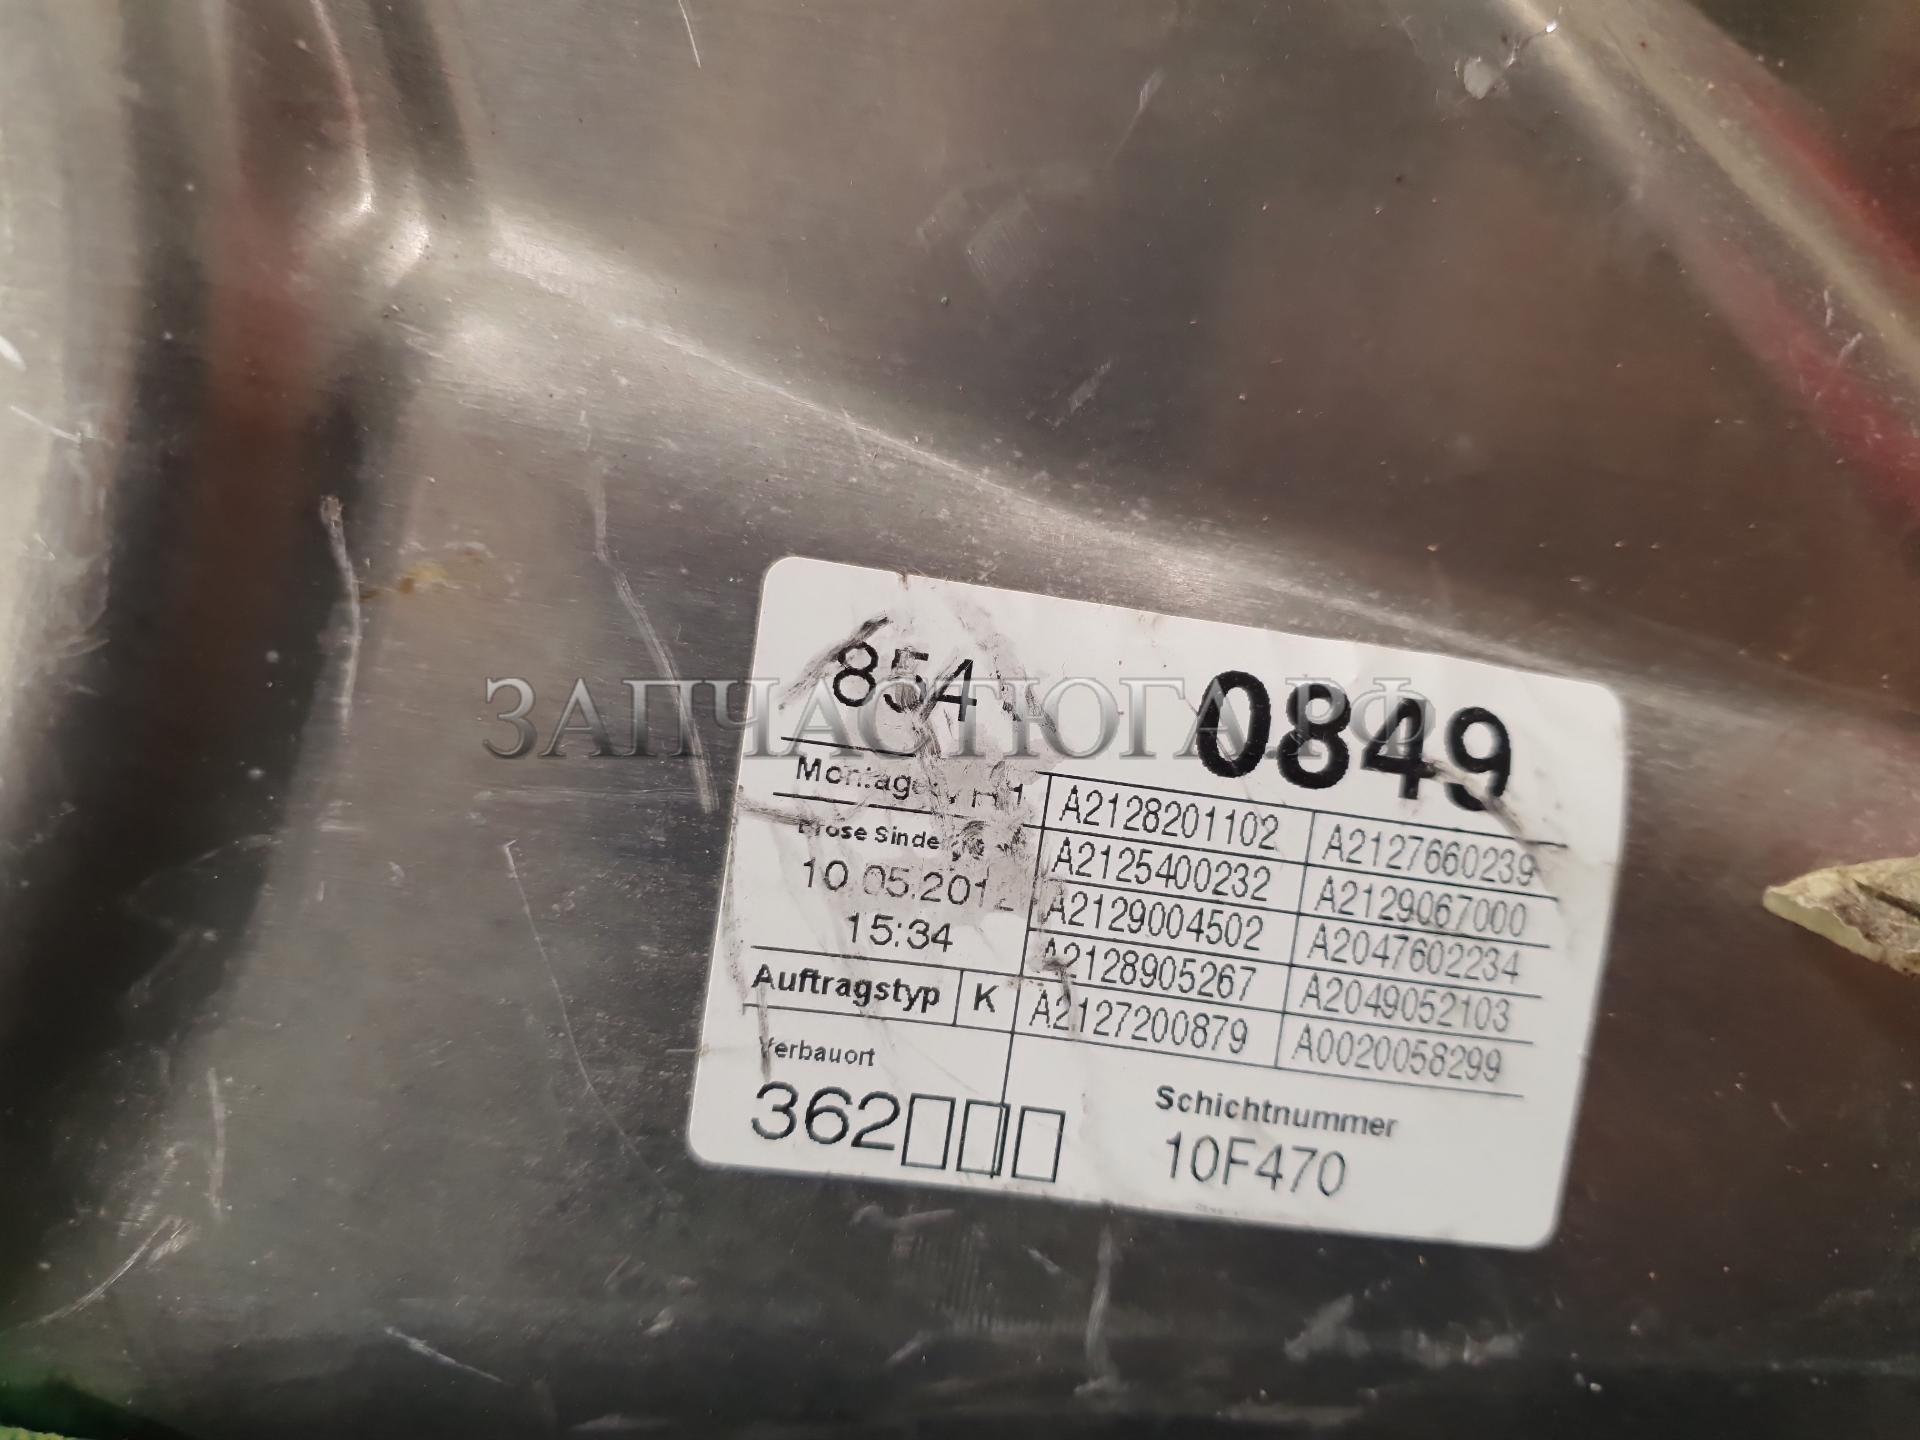 854
0849
ЗАПЧАСТЮГА.РФ
A2128201102 A2127660239
Sinde
A2125400232 A2129067000
10.05.2012
A2129004502 A2047602234
15:34
A2128905267 A2049052103
Auftragstyp K
A2127200879 A0020058299
Verbauort
362□□□
Schichtnummer
10F470